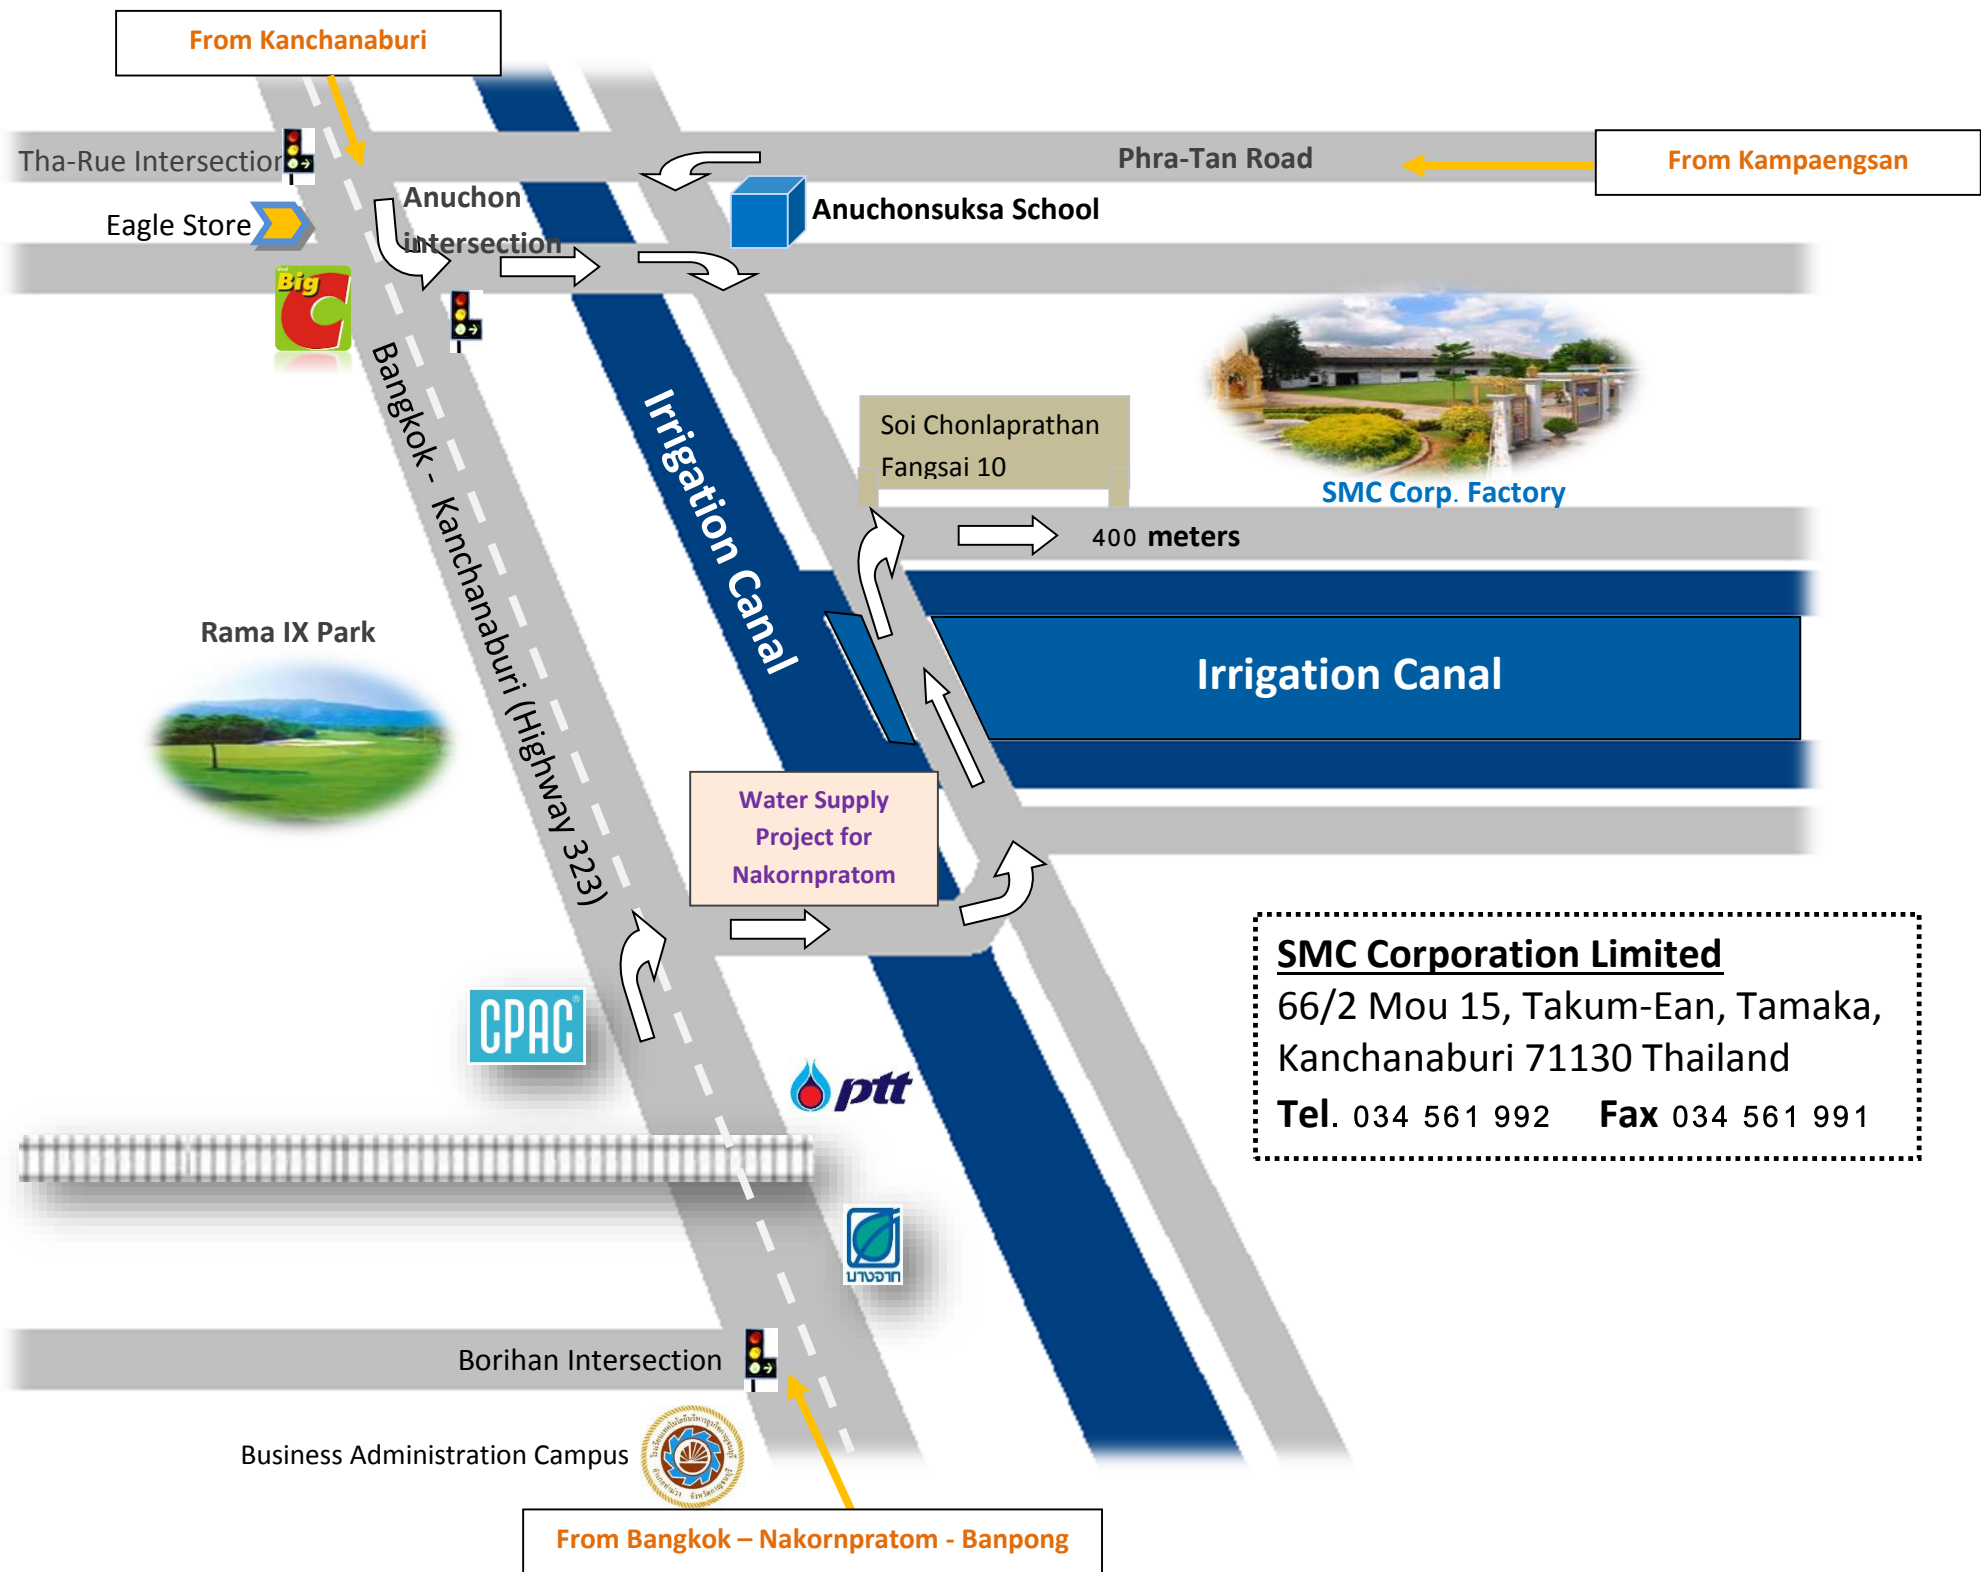 From Kanchanaburi
Tha-Rue Intersection
Phra-Tan Road
From Kampaengsan
Eagle Store
Anuchon
intersection
Anuchonsuksa School
Big
C
Bangkok - Kanchanaburi (Highway 323)
Irrigation Canal
Soi Chonlaprathan
Fangsai 10
SMC Corp. Factory
400 meters
Rama IX Park
Irrigation Canal
Water Supply
Project for
Nakornpratom
SMC Corporation Limited
66/2 Mou 15, Takum-Ean, Tamaka,
Kanchanaburi 71130 Thailand
Tel. 034 561 992 Fax 034 561 991
CPAC®
ptt
บางจาก
Borihan Intersection
Business Administration Campus
From Bangkok – Nakornpratom - Banpong